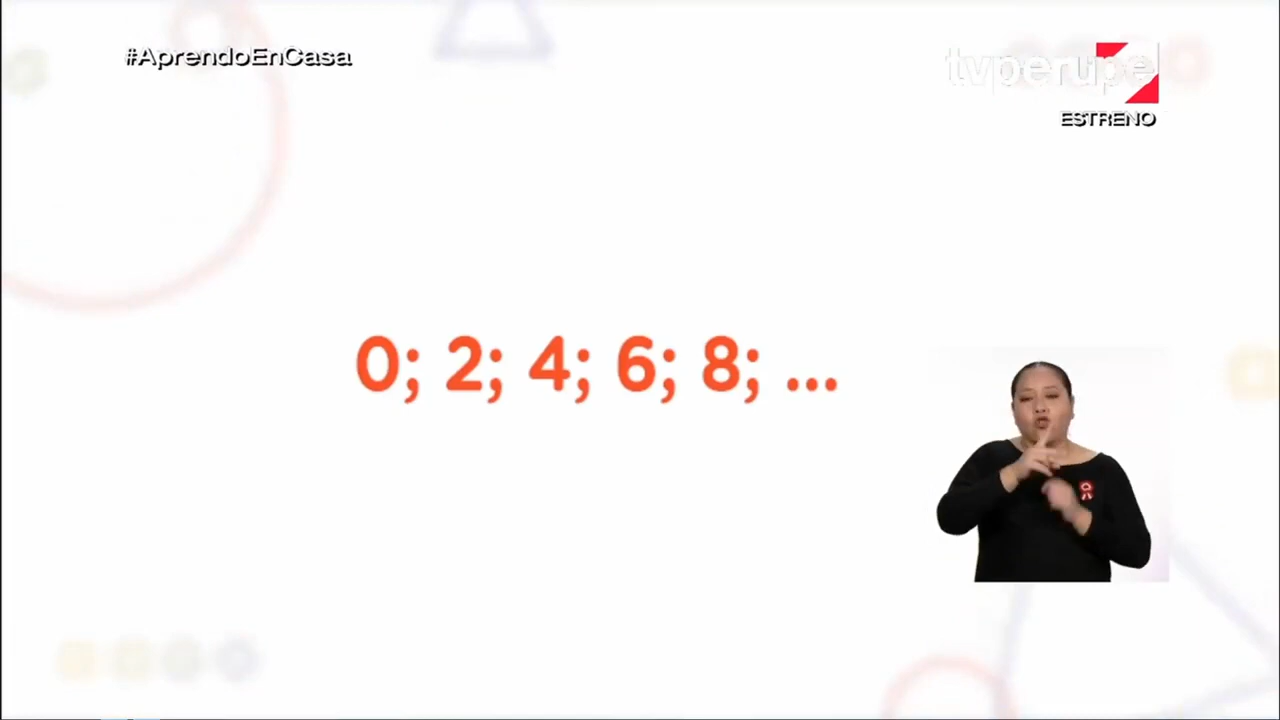 #AprendoEnCasa
tvperu.pe
ESTRENO
0; 2; 4; 6; 8; ...